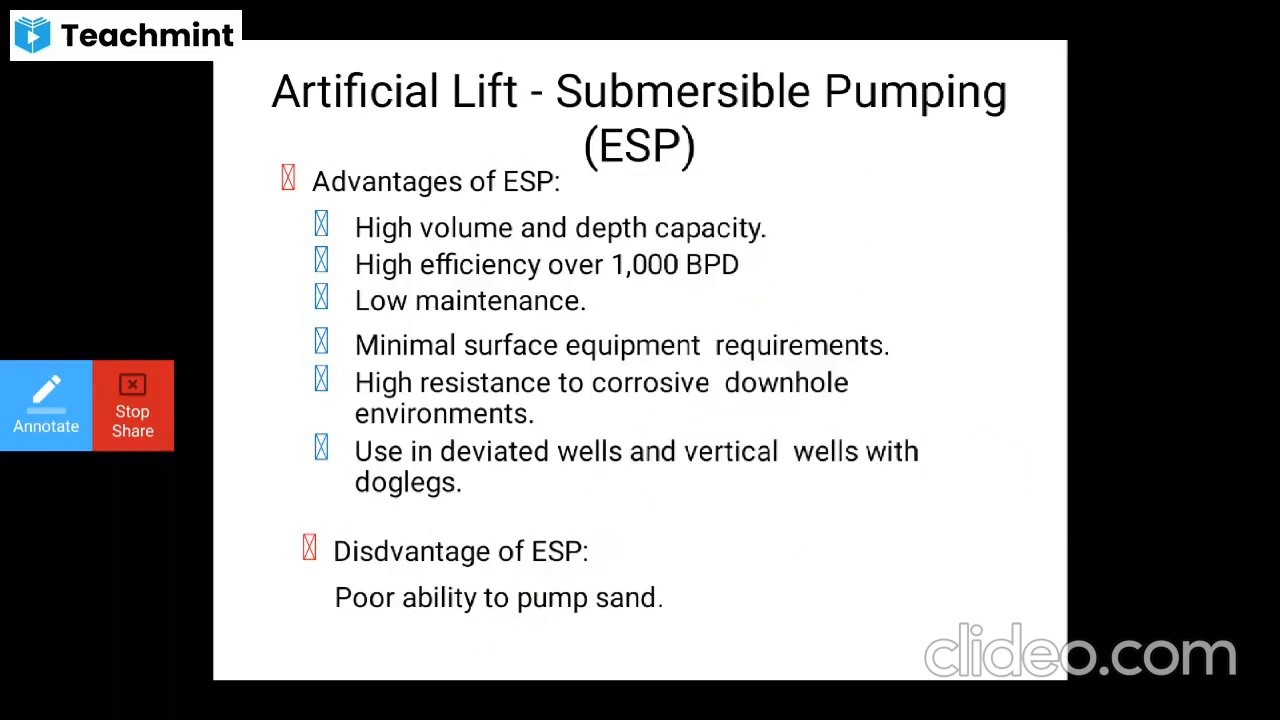 Teachmint
Artificial Lift - Submersible Pumping
(ESP)
Advantages of ESP:
High volume and depth capacity.
High efficiency over 1,000 BPD
Low maintenance.
Minimal surface equipment requirements.
High resistance to corrosive downhole
environments.
Use in deviated wells and vertical wells with
doglegs.
Disdvantage of ESP:
Poor ability to pump sand.
Annotate
Stop
Share
clideo.com